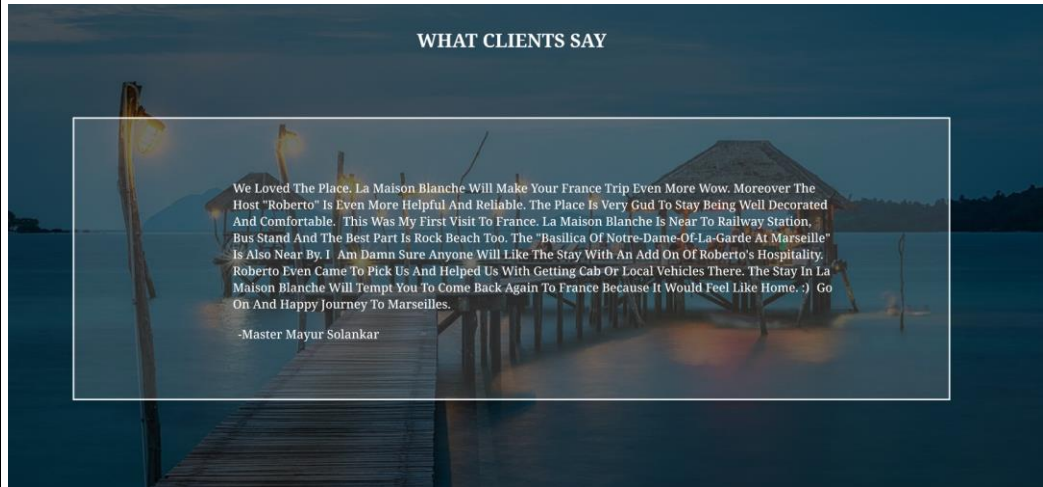 WHAT CLIENTS SAY
We Loved The Place. La Maison Blanche Will Make Your France Trip Even More Wow. Moreover The
Host "Roberto" Is Even More Helpful And Reliable. The Place Is Very Gud To Stay Being Well Decorated
And Comfortable.  This Was My First Visit To France. La Maison Blanche Is Near To Railway Station,
Bus Stand And The Best Part Is Rock Beach Too. The "Basilica Of Notre-Dame-Of-La-Garde At Marseille"
Is Also Near By. I  Am Damn Sure Anyone Will Like The Stay With An Add On Of Roberto's Hospitality.
Roberto Even Came To Pick Us And Helped Us With Getting Cab Or Local Vehicles There. The Stay In La
Maison Blanche Will Tempt You To Come Back Again To France Because It Would Feel Like Home. :)  Go
On And Happy Journey To Marseilles.
-Master Mayur Solankar